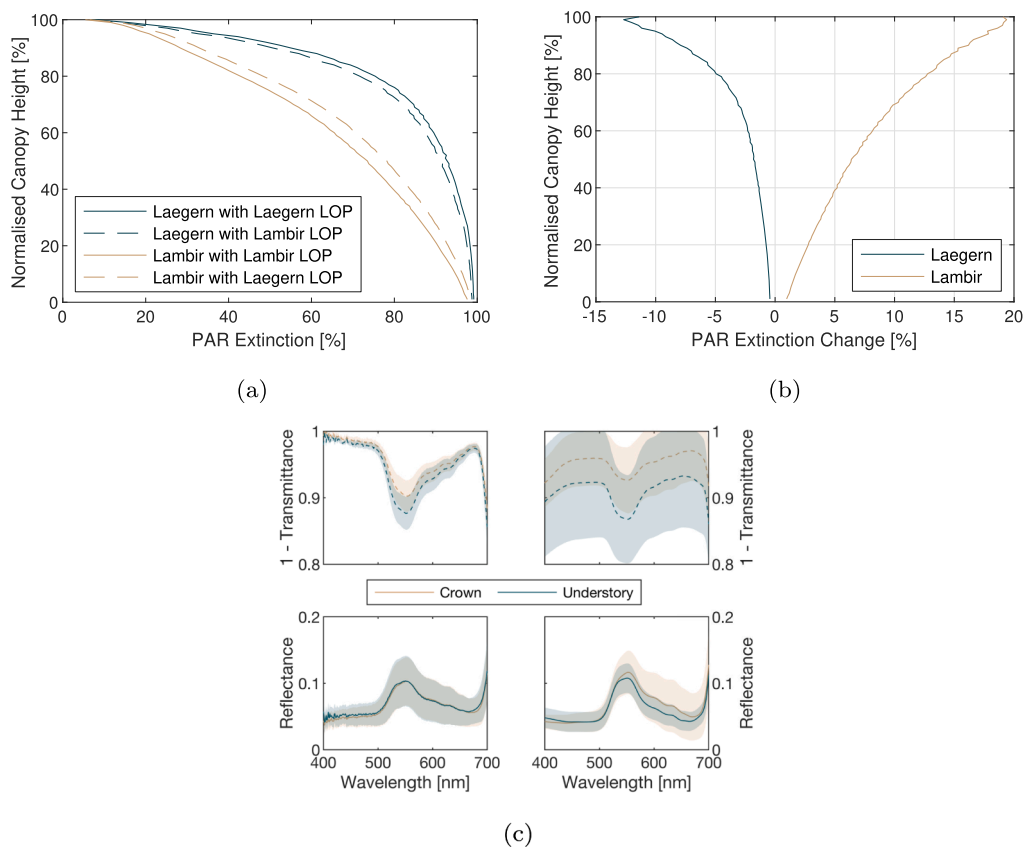 100
80
60
40
20
0
Normalised Canopy Height [%]
Laegern with Laegern LOP
Laegern with Lambir LOP
Lambir with Lambir LOP
Lambir with Laegern LOP
0 20 40 60 80 100
PAR Extinction [%]
(a)
100
80
60
40
20
0
Normalised Canopy Height [%]
Laegern
Lambir
-15 -10 -5 0 5 10 15 20
PAR Extinction Change [%]
(b)
1
0.9
0.8
1 - Transmittance
1
0.9
0.8
1 - Transmittance
Crown Understory
0.2
0.1
0
Reflectance
400 500 600 700
Wavelength [nm]
0.2
0.1
0
Reflectance
400 500 600 700
Wavelength [nm]
(c)